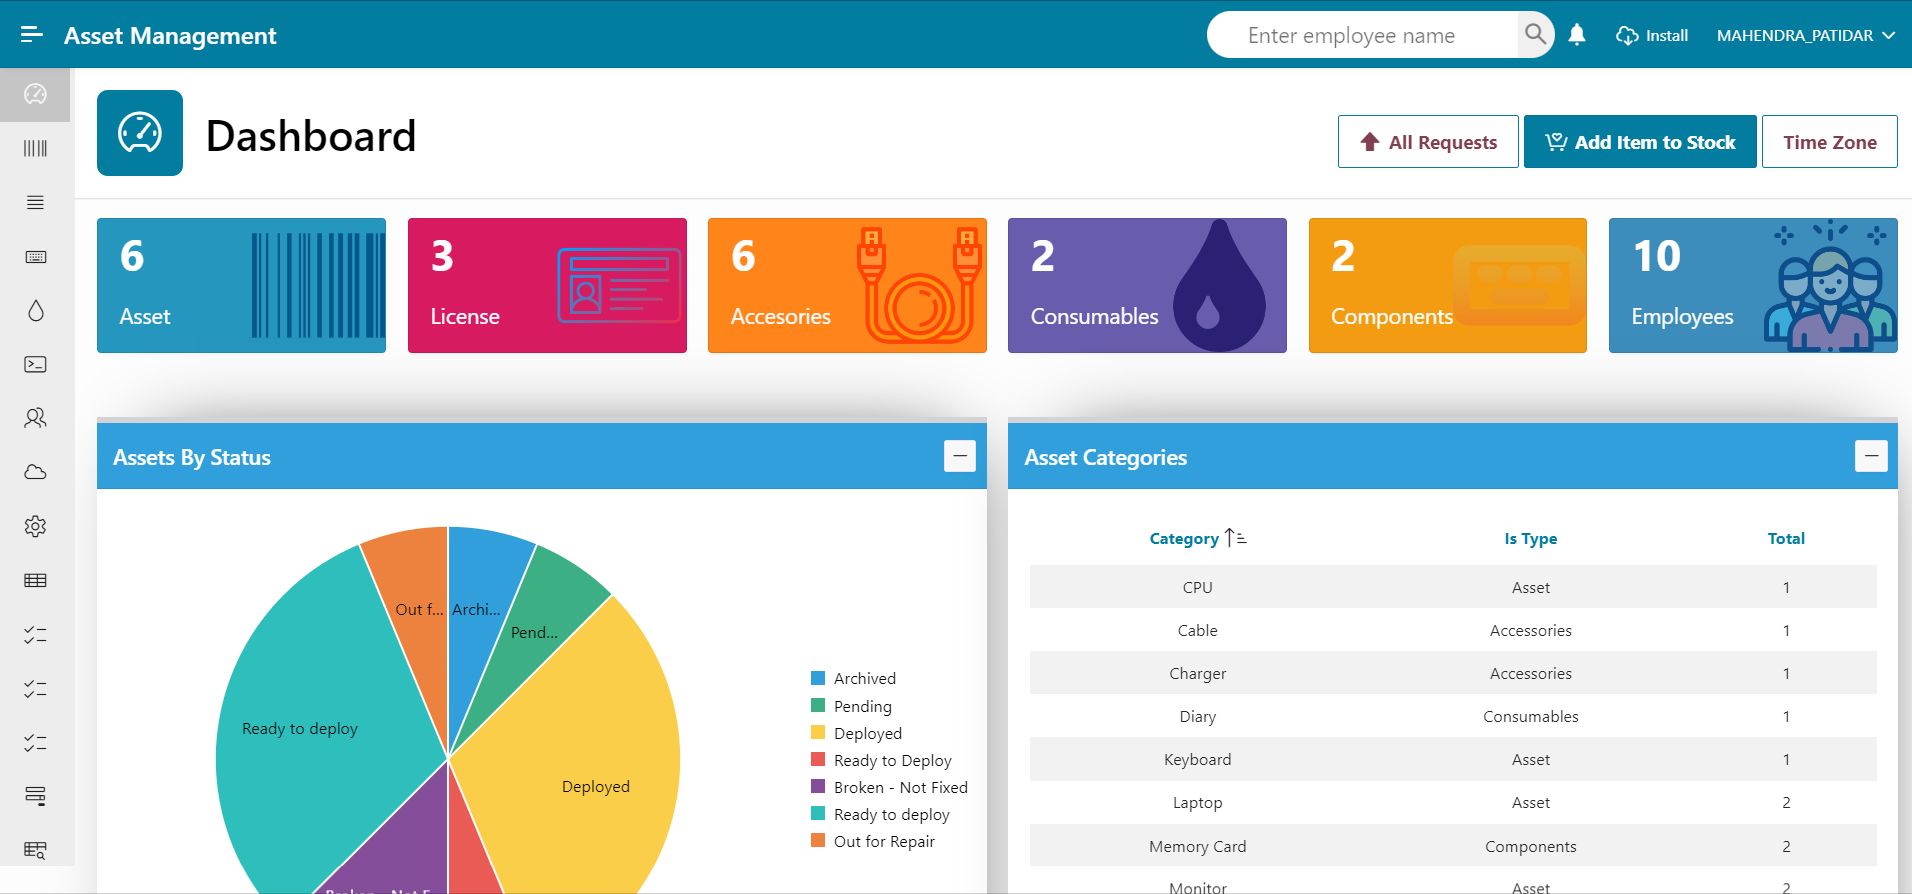 Asset Management
Enter employee name
Install
MAHENDRA_PATIDAR
Dashboard
All Requests
Add Item to Stock
Time Zone
6
Asset
3
License
6
Accesories
2
Consumables
2
Components
10
Employees
Assets By Status
Out f...
Archi...
Pend...
Ready to deploy
Deployed
Archived
Pending
Deployed
Ready to Deploy
Broken - Not Fixed
Ready to deploy
Out for Repair
Asset Categories
Category Is Type Total
CPU Asset 1
Cable Accessories 1
Charger Accessories 1
Diary Consumables 1
Keyboard Asset 1
Laptop Asset 2
Memory Card Components 2
Monitor Asset 2